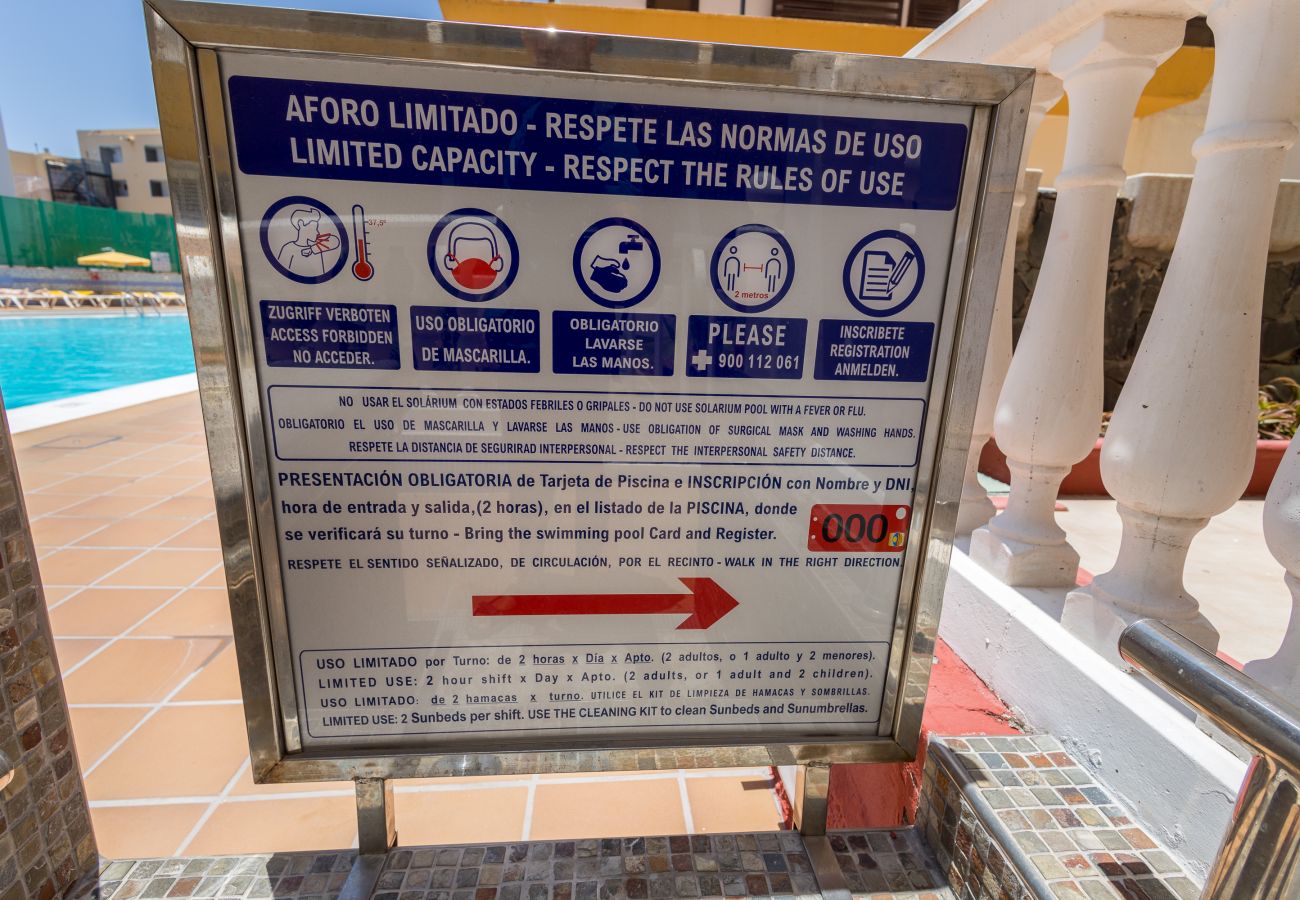 AFORO LIMITADO - RESPETE LAS NORMAS DE USO
LIMITED CAPACITY - RESPECT THE RULES OF USE
37,5º
2 metros
ZUGRIFF VERBOTEN
ACCESS FORBIDDEN
NO ACCEDER.
USO OBLIGATORIO
DE MASCARILLA.
OBLIGATORIO
LAVARSE
LAS MANOS.
PLEASE
900 112 061
INSCRIBETE
REGISTRATION
ANMELDEN.
NO USAR EL SOLÁRIUM CON ESTADOS FEBRILES O GRIPALES - DO NOT USE SOLARIUM POOL WITH A FEVER OR FLU.
OBLIGATORIO EL USO DE MASCARILLA Y LAVARSE LAS MANOS - USE OBLIGATION OF SURGICAL MASK AND WASHING HANDS.
RESPETE LA DISTANCIA DE SEGURIRAD INTERPERSONAL - RESPECT THE INTERPERSONAL SAFETY DISTANCE.
PRESENTACIÓN OBLIGATORIA de Tarjeta de Piscina e INSCRIPCIÓN con Nombre y DNI,
hora de entrada y salida,(2 horas), en el listado de la PISCINA, donde
se verificará su turno - Bring the swimming pool Card and Register.
000
RESPETE EL SENTIDO SEÑALIZADO, DE CIRCULACIÓN, POR EL RECINTO - WALK IN THE RIGHT DIRECTION.
USO LIMITADO por Turno: de 2 horas x Día x Apto. (2 adultos, o 1 adulto y 2 menores).
LIMITED USE: 2 hour shift x Day x Apto. (2 adults, or 1 adult and 2 children).
USO LIMITADO: de 2 hamacas x turno. UTILICE EL KIT DE LIMPIEZA DE HAMACAS Y SOMBRILLAS.
LIMITED USE: 2 Sunbeds per shift. USE THE CLEANING KIT to clean Sunbeds and Sunumbrellas.